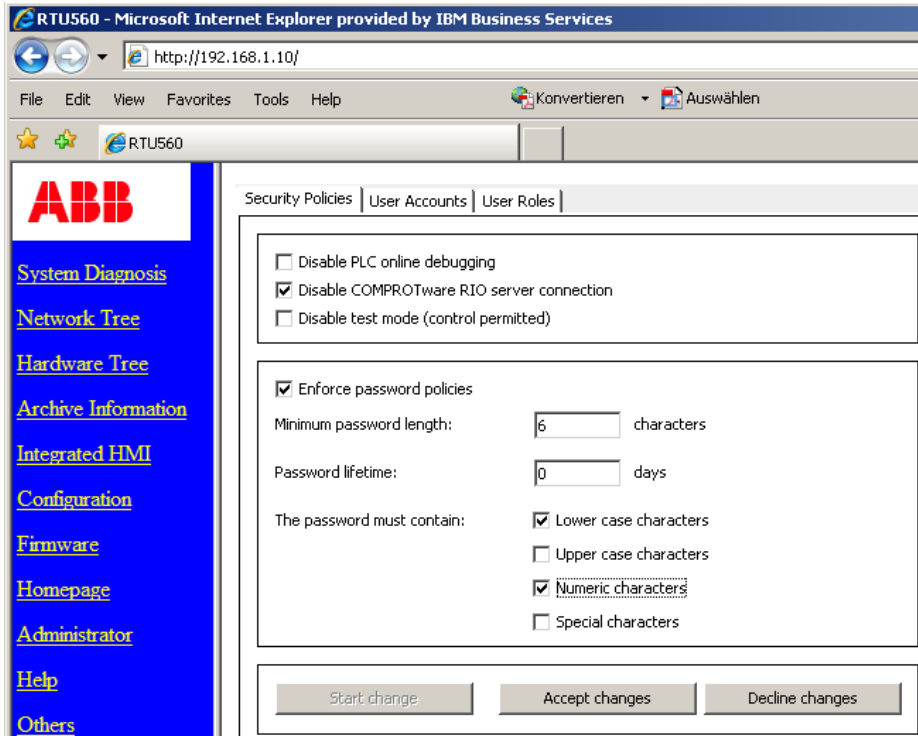 RTU560 - Microsoft Internet Explorer provided by IBM Business Services
http://192.168.1.10/
File Edit View Favorites Tools Help Konvertieren Auswählen
RTU560
ABB
System Diagnosis
Network Tree
Hardware Tree
Archive Information
Integrated HMI
Configuration
Firmware
Homepage
Administrator
Help
Others
Security Policies User Accounts User Roles
Disable PLC online debugging
Disable COMPROTware RIO server connection
Disable test mode (control permitted)
Enforce password policies
Minimum password length: 6 characters
Password lifetime: 0 days
The password must contain: Lower case characters
Upper case characters
Numeric characters
Special characters
Start change Accept changes Decline changes